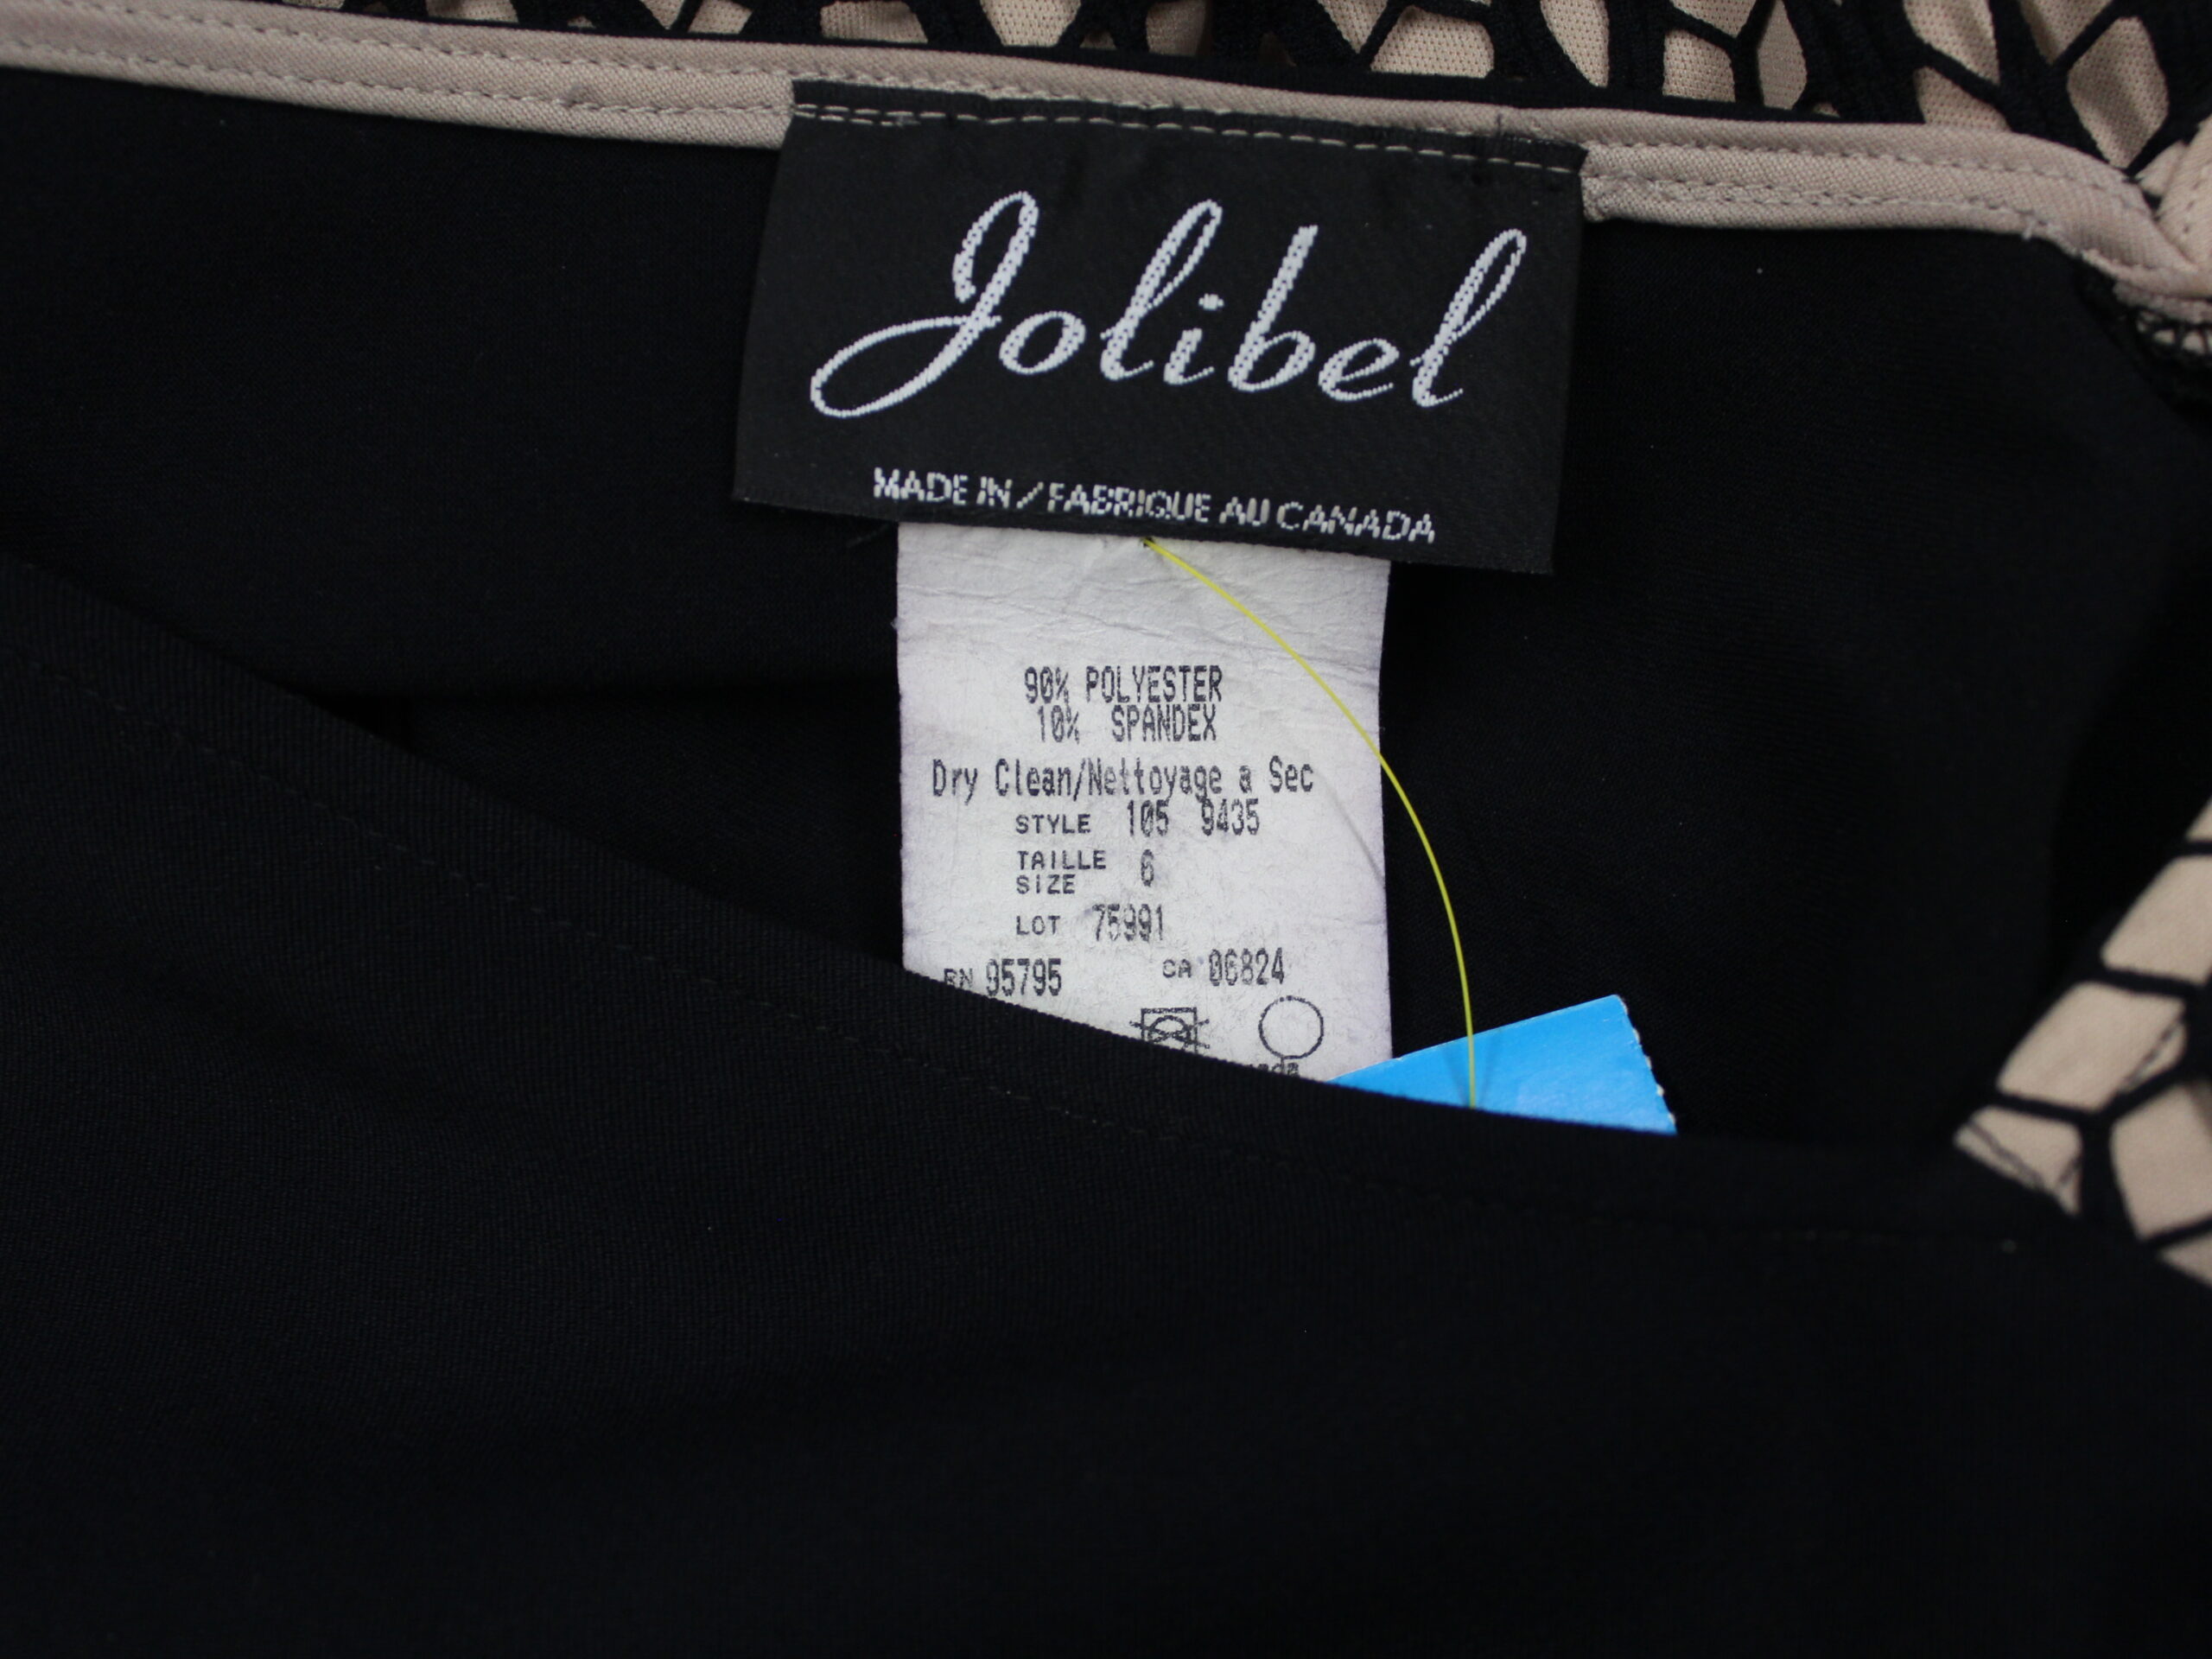 Jolibel
MADE IN / FABRIQUE AU CANADA
90% POLYESTER
10% SPANDEX
Dry Clean/Nettoyage a Sec
STYLE 105 9435
TAILLE 6
SIZE
LOT 75991
RN 95795 CA 06824